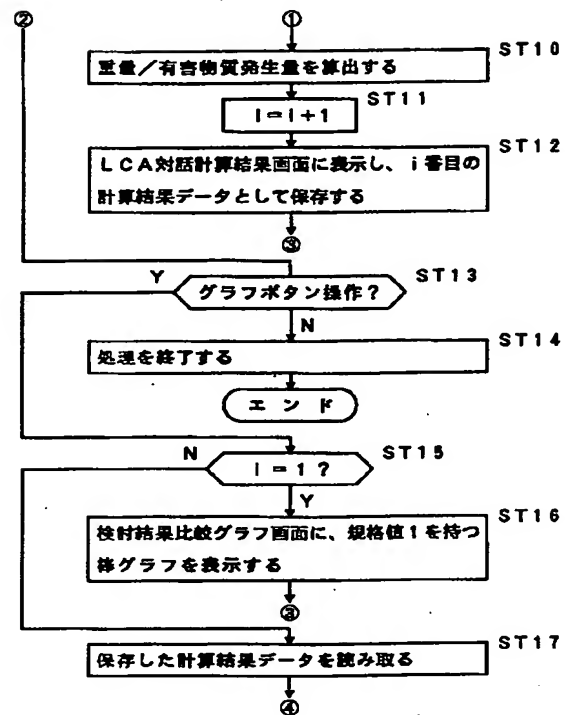 ② ①
ST10
重量／有害物質発生量を算出する
ST11
i＝i＋1
ST12
LCA対話計算結果画面に表示し、i番目の
計算結果データとして保存する
③
Y ST13
グラフボタン操作？
N
ST14
処理を終了する
エンド
N ST15
i＝1？
Y
ST16
検討結果比較グラフ画面に、規格値1を持つ
棒グラフを表示する
③
ST17
保存した計算結果データを読み取る
④